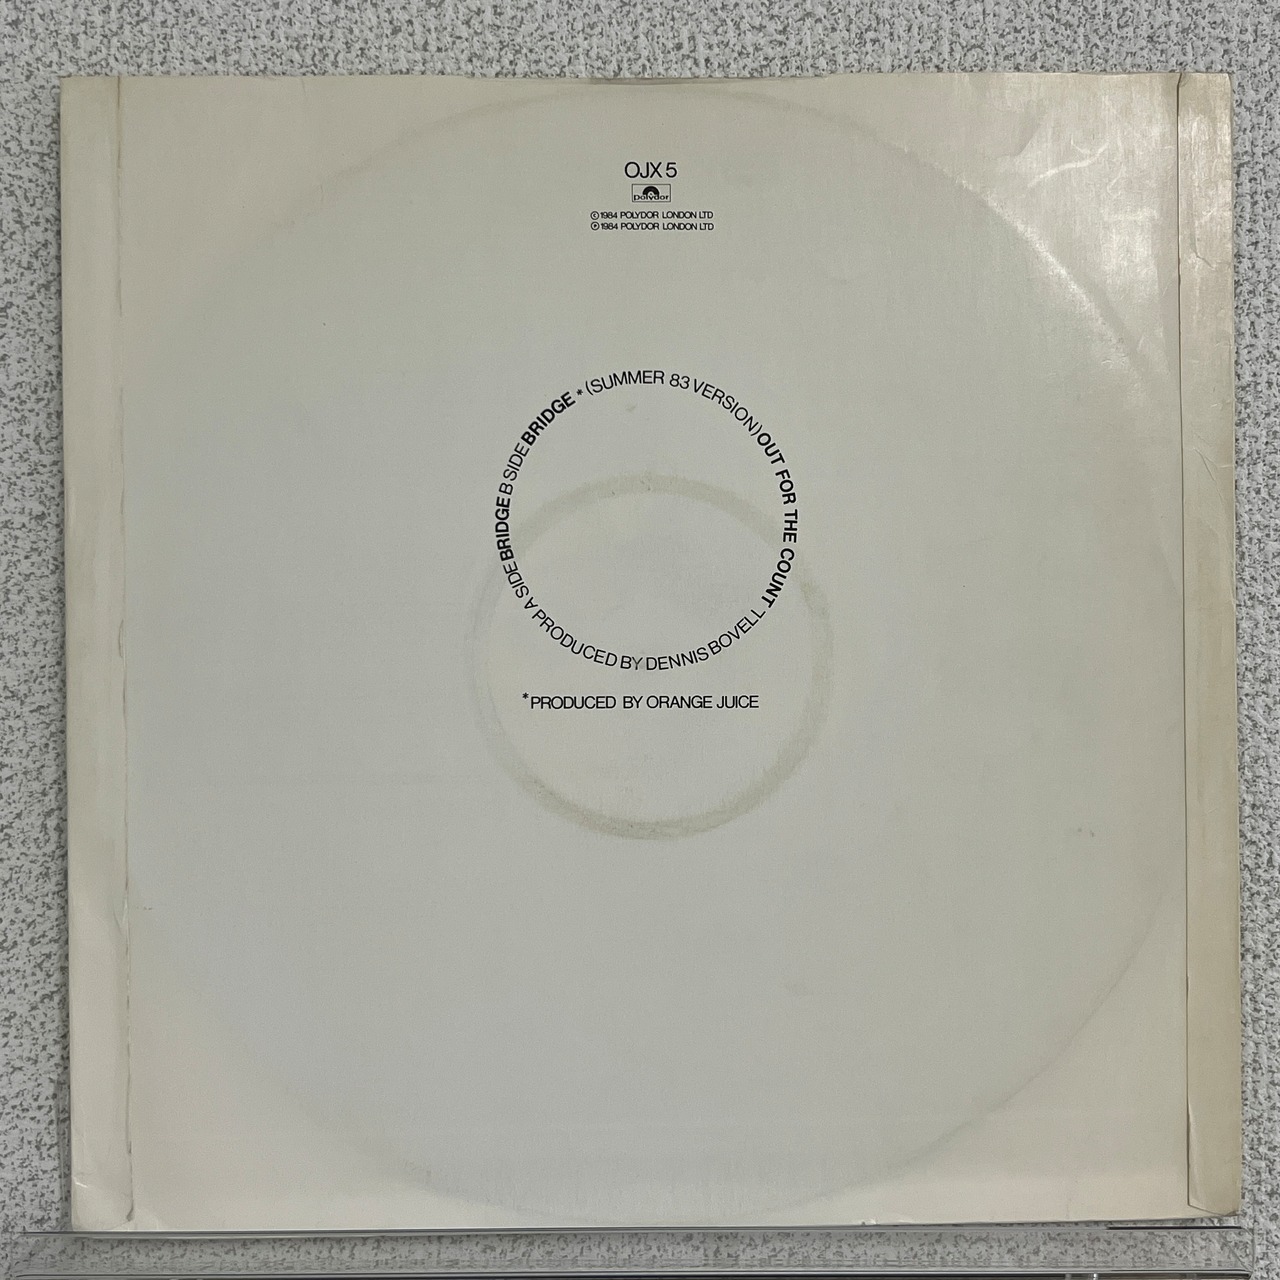 OJX 5
polydor
© 1984 POLYDOR LONDON LTD
℗ 1984 POLYDOR LONDON LTD
A SIDE BRIDGE B SIDE BRIDGE * (SUMMER 83 VERSION) OUT FOR THE COUNT
PRODUCED BY DENNIS BOVELL
* PRODUCED BY ORANGE JUICE